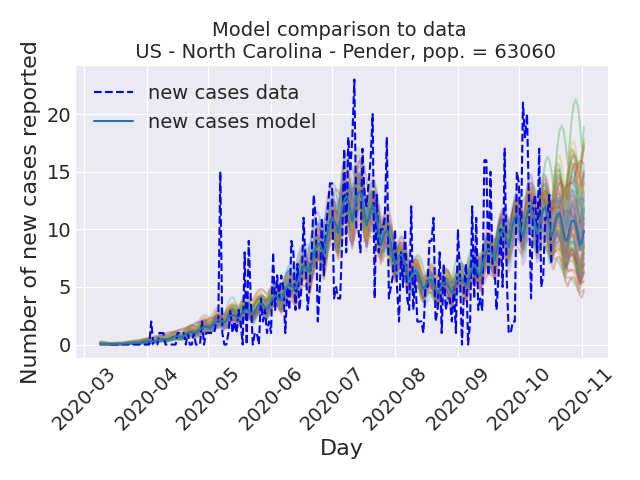 Model comparison to data
US - North Carolina - Pender, pop. = 63060
Number of new cases reported
new cases data
new cases model
20
15
10
5
0
2020-03
2020-04
2020-05
2020-06
2020-07
2020-08
2020-09
2020-10
2020-11
Day